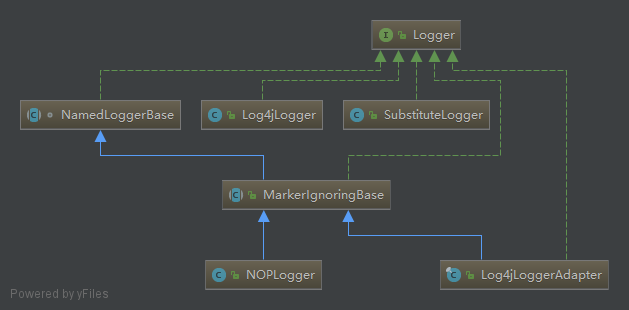 Logger
NamedLoggerBase
Log4jLogger
SubstituteLogger
MarkerIgnoringBase
NOPLogger
Log4jLoggerAdapter
Powered by yFiles